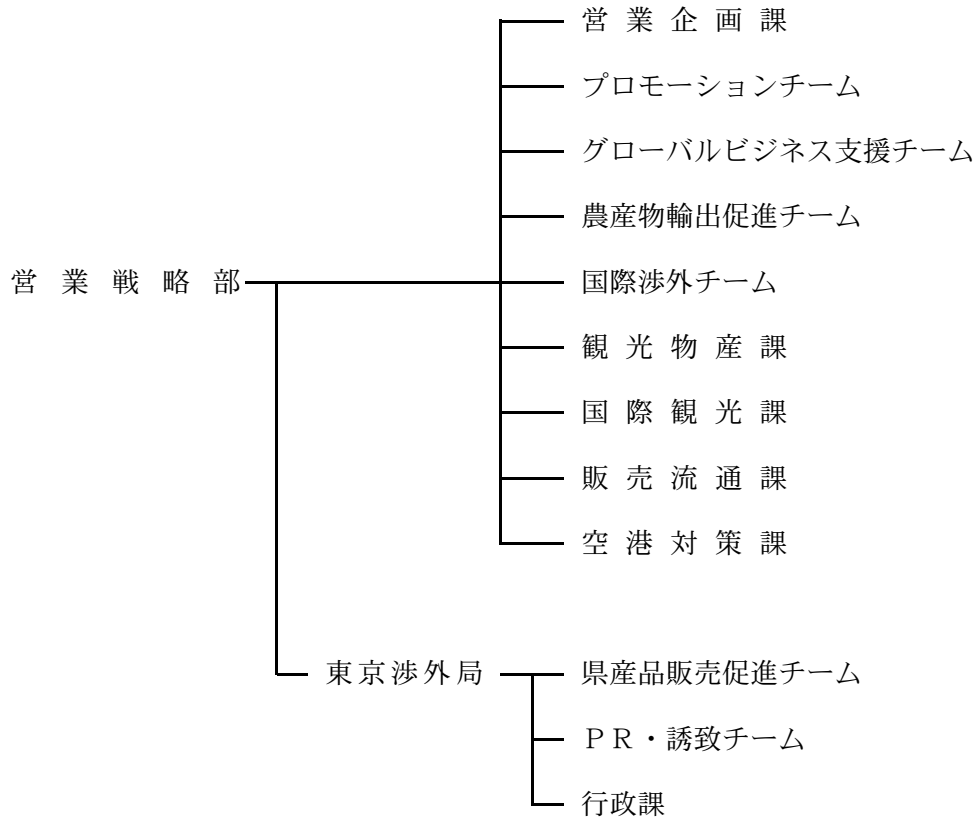 営業企画課
プロモーションチーム
グローバルビジネス支援チーム
農産物輸出促進チーム
営業戦略部 国際渉外チーム
観光物産課
国際観光課
販売流通課
空港対策課
東京渉外局 県産品販売促進チーム
ＰＲ・誘致チーム
行政課